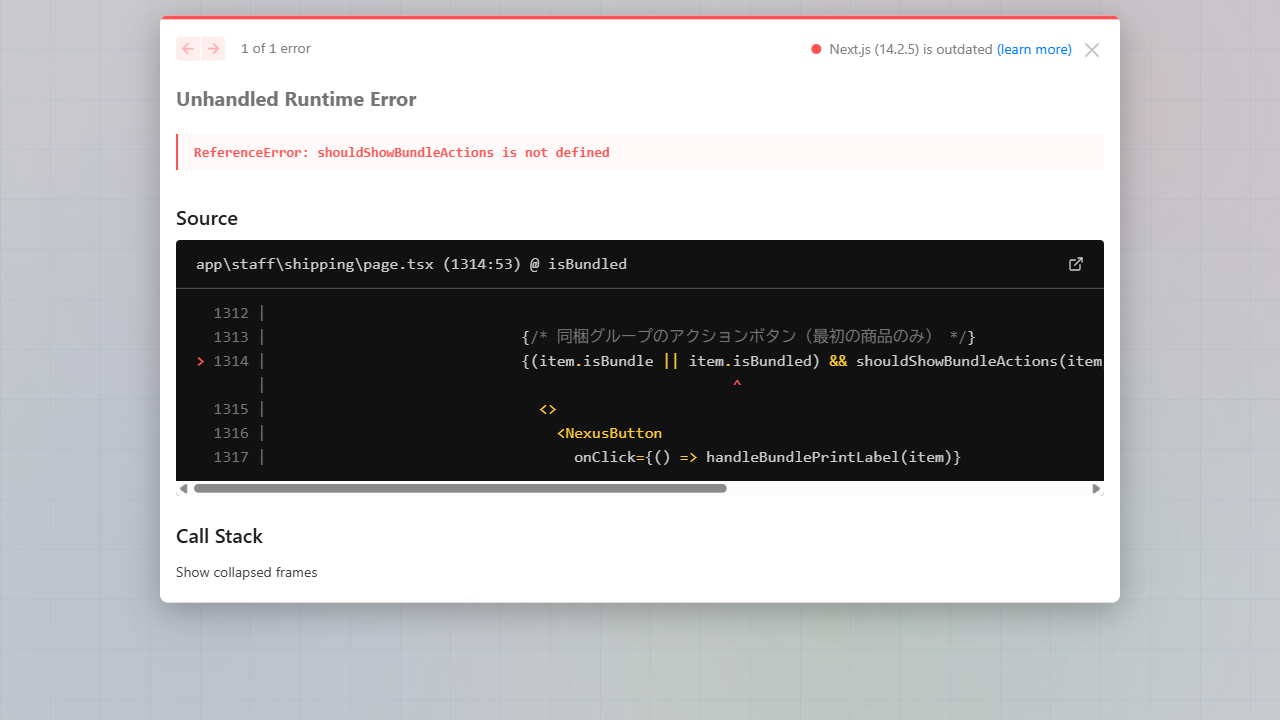 1 of 1 error
Next.js (14.2.5) is outdated (learn more)
Unhandled Runtime Error
ReferenceError: shouldShowBundleActions is not defined
Source
app\staff\shipping\page.tsx (1314:53) @ isBundled
1312 |
1313 | {/* 同梱グループのアクションボタン（最初の商品のみ） */}
> 1314 | {(item.isBundle || item.isBundled) && shouldShowBundleActions(item
| ^
1315 | <>
1316 | <NexusButton
1317 | onClick={() => handleBundlePrintLabel(item)}
Call Stack
Show collapsed frames